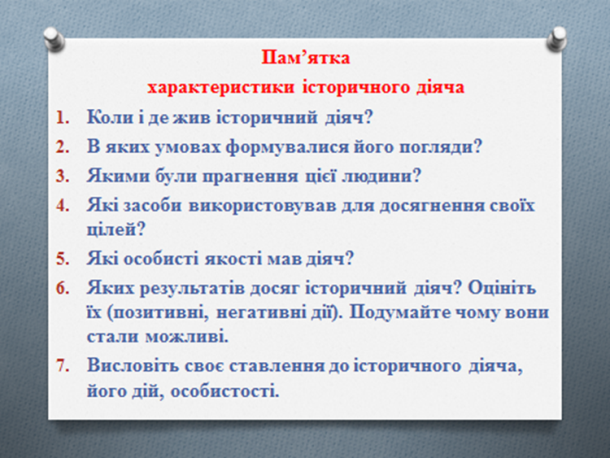 Пам’ятка
характеристики історичного діяча
1. Коли і де жив історичний діяч?
2. В яких умовах формувалися його погляди?
3. Якими були прагнення цієї людини?
4. Які засоби використовував для досягнення своїх
цілей?
5. Які особисті якості мав діяч?
6. Яких результатів досяг історичний діяч? Оцініть
їх (позитивні, негативні дії). Подумайте чому вони
стали можливі.
7. Висловіть своє ставлення до історичного діяча,
його дій, особистості.